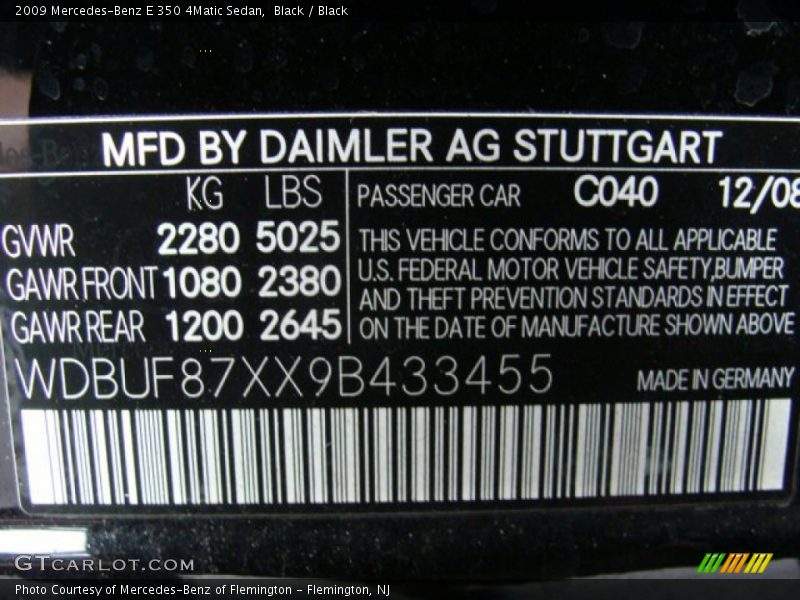 2009 Mercedes-Benz E 350 4Matic Sedan,  Black / Black
MFD BY DAIMLER AG STUTTGART
KG LBS
GVWR 2280 5025
GAWR FRONT 1080 2380
GAWR REAR 1200 2645
PASSENGER CAR C040 12/08
THIS VEHICLE CONFORMS TO ALL APPLICABLE
U.S. FEDERAL MOTOR VEHICLE SAFETY,BUMPER
AND THEFT PREVENTION STANDARDS IN EFFECT
ON THE DATE OF MANUFACTURE SHOWN ABOVE
WDBUF87XX9B433455
MADE IN GERMANY
GTCARLOT.COM
Photo Courtesy of Mercedes-Benz of Flemington - Flemington, NJ